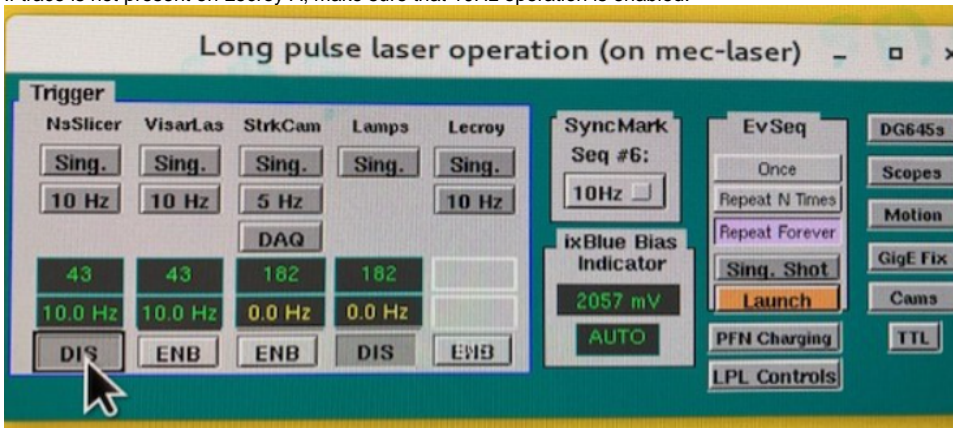 If trace is not present on Lecroy A, make sure that 10Hz operation is enabled.
Long pulse laser operation (on mec-laser)
Trigger
NsSlicer VisarLas StrkCam Lamps Lecroy
Sing. Sing. Sing. Sing. Sing.
10 Hz 10 Hz 5 Hz 10 Hz
DAQ
43 43 182 182
10.0 Hz 10.0 Hz 0.0 Hz 0.0 Hz
DIS ENB ENB DIS ENB
SyncMark
Seq #6:
10Hz
ixBlue Bias
Indicator
2057 mV
AUTO
EvSeq
Once
Repeat N Times
Repeat Forever
Sing. Shot
Launch
PFN Charging
LPL Controls
DG645s
Scopes
Motion
GigE Fix
Cams
TTL